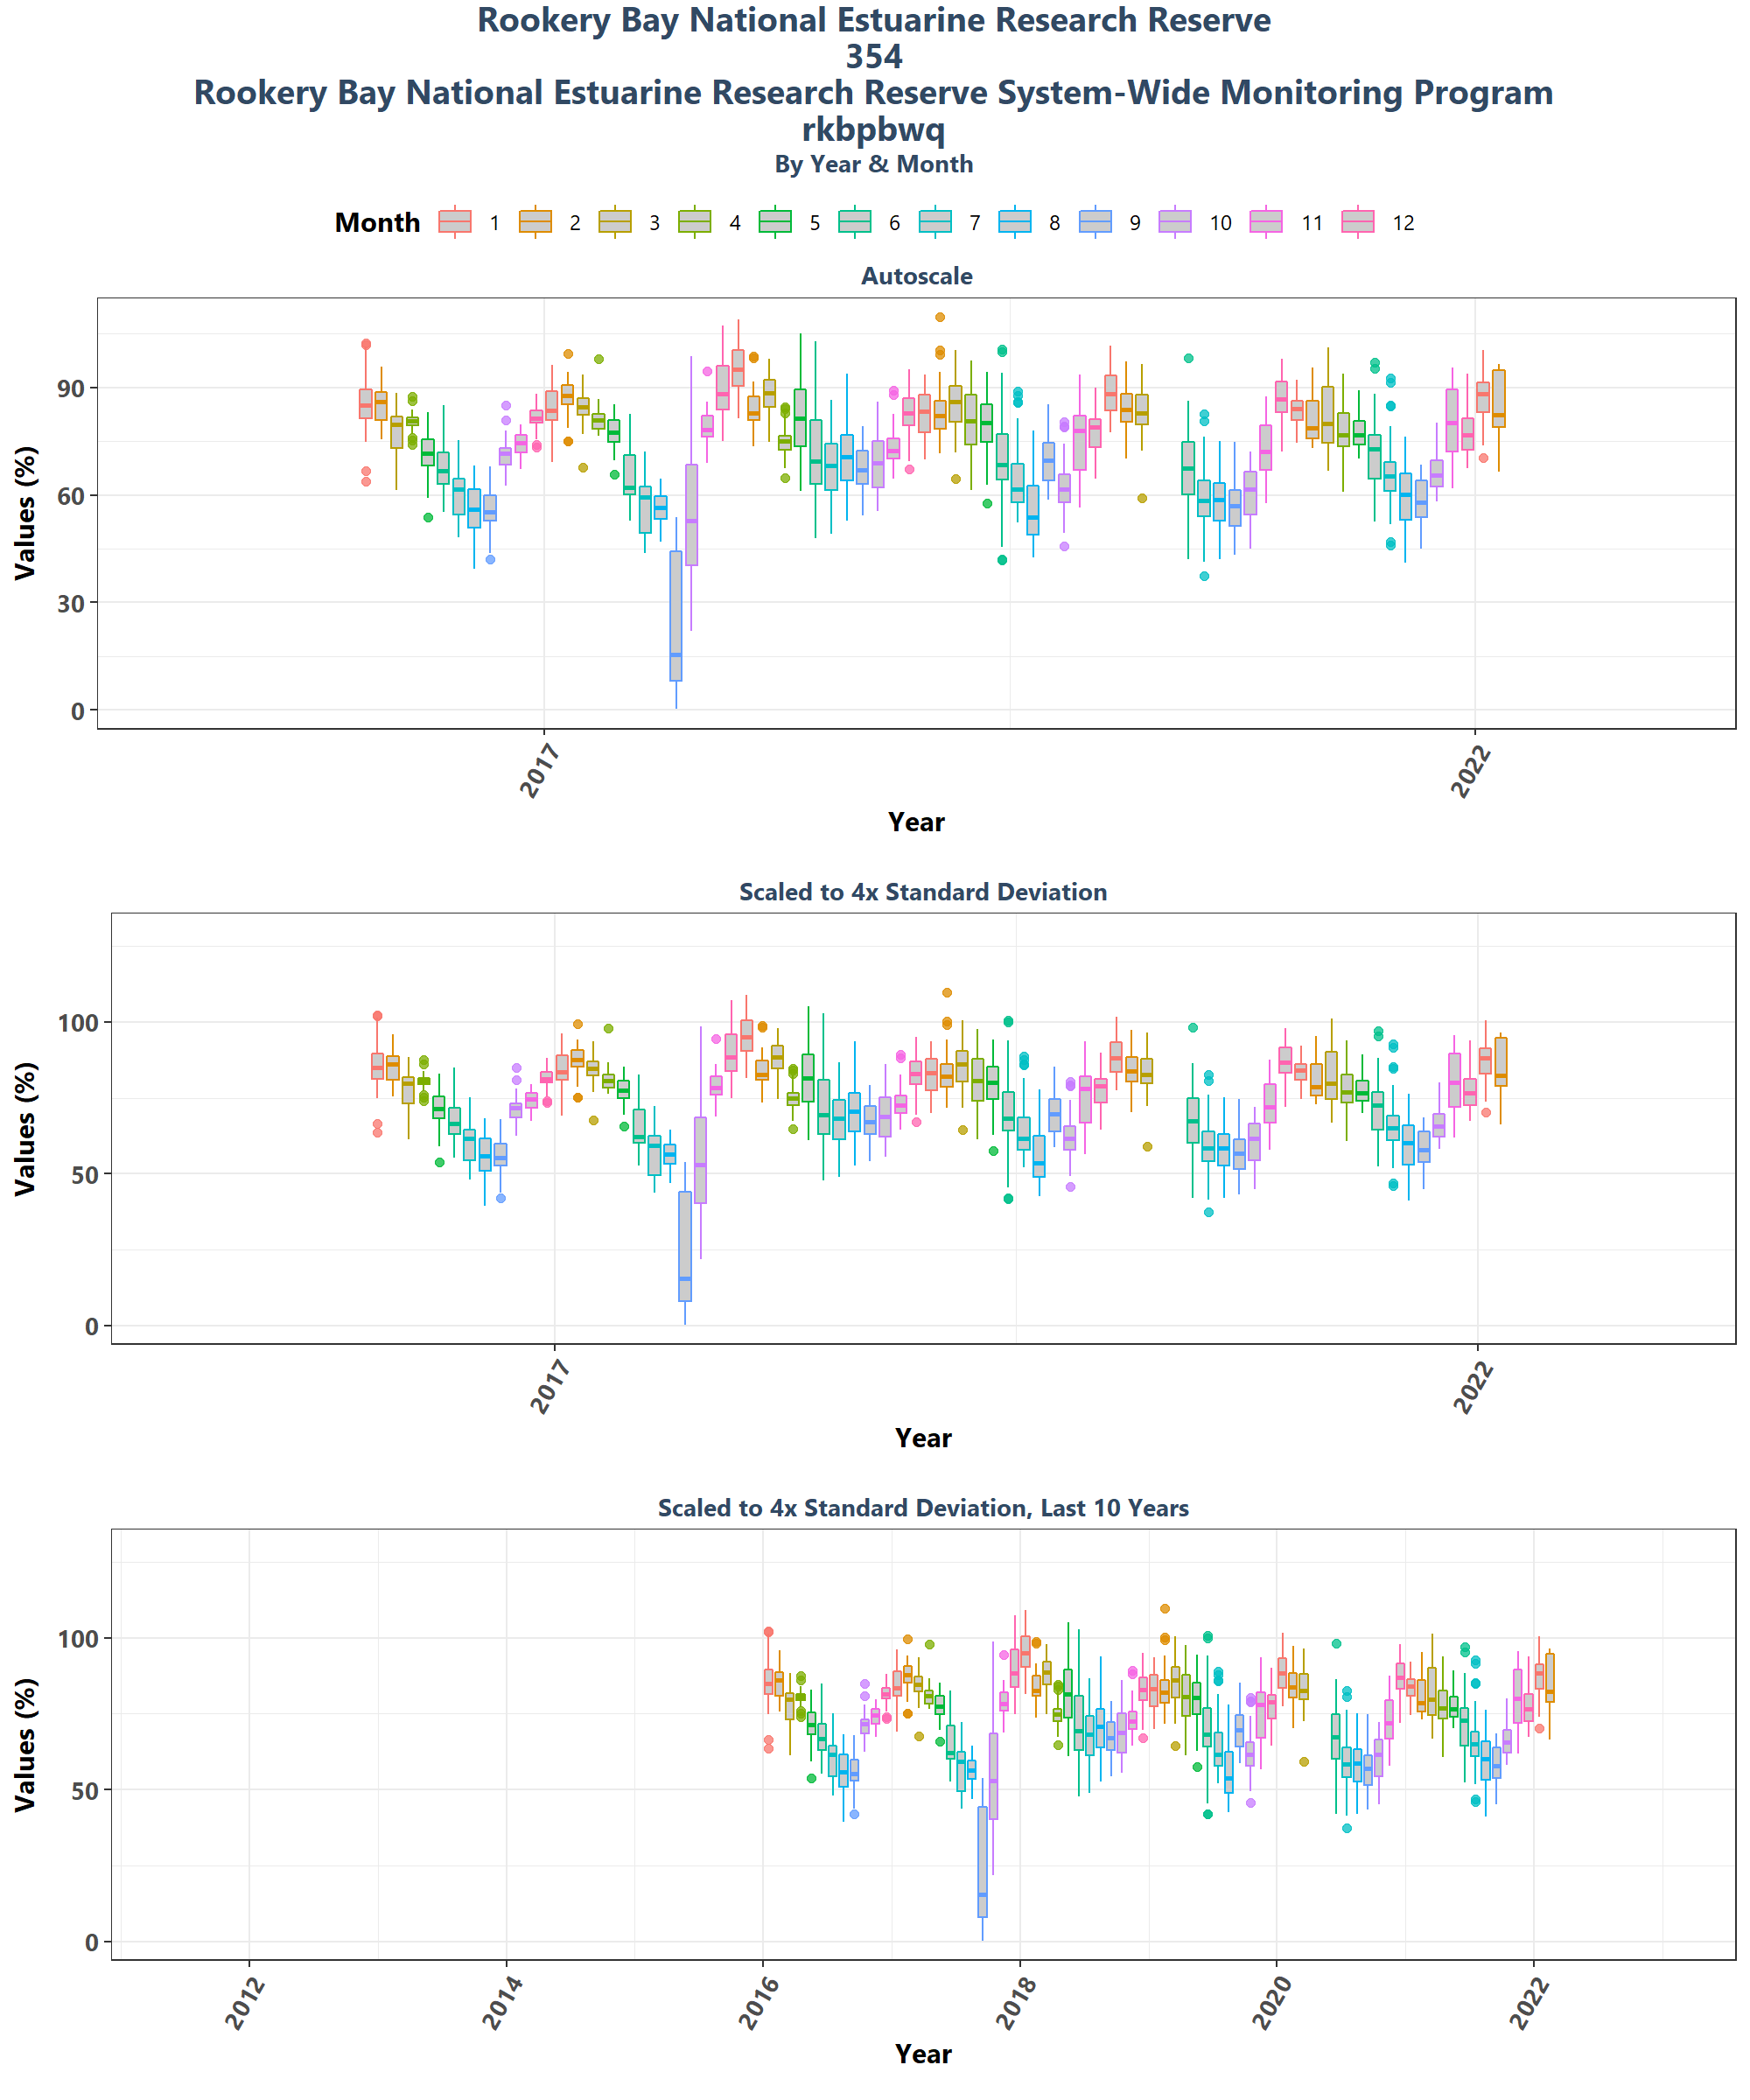 Rookery Bay National Estuarine Research Reserve
354
Rookery Bay National Estuarine Research Reserve System-Wide Monitoring Program
rkbpbwq
By Year & Month
Month 1 2 3 4 5 6 7 8 9 10 11 12
Autoscale
Values (%)
90
60
30
0
2017 2022
Year
Scaled to 4x Standard Deviation
Values (%)
100
50
0
2017 2022
Year
Scaled to 4x Standard Deviation, Last 10 Years
Values (%)
100
50
0
2012 2014 2016 2018 2020 2022
Year